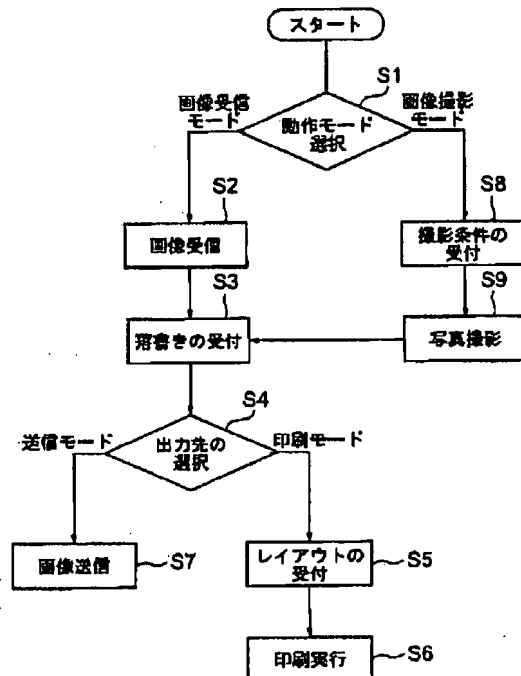 スタート
S1
画像受信
モード
画像撮影
モード
動作モード
選択
S2
S8
画像受信
撮影条件の
受付
S3
S9
落書きの受付
写真撮影
S4
送信モード
出力先の
選択
印刷モード
画像送信
S7
レイアウトの
受付
S5
印刷実行
S6